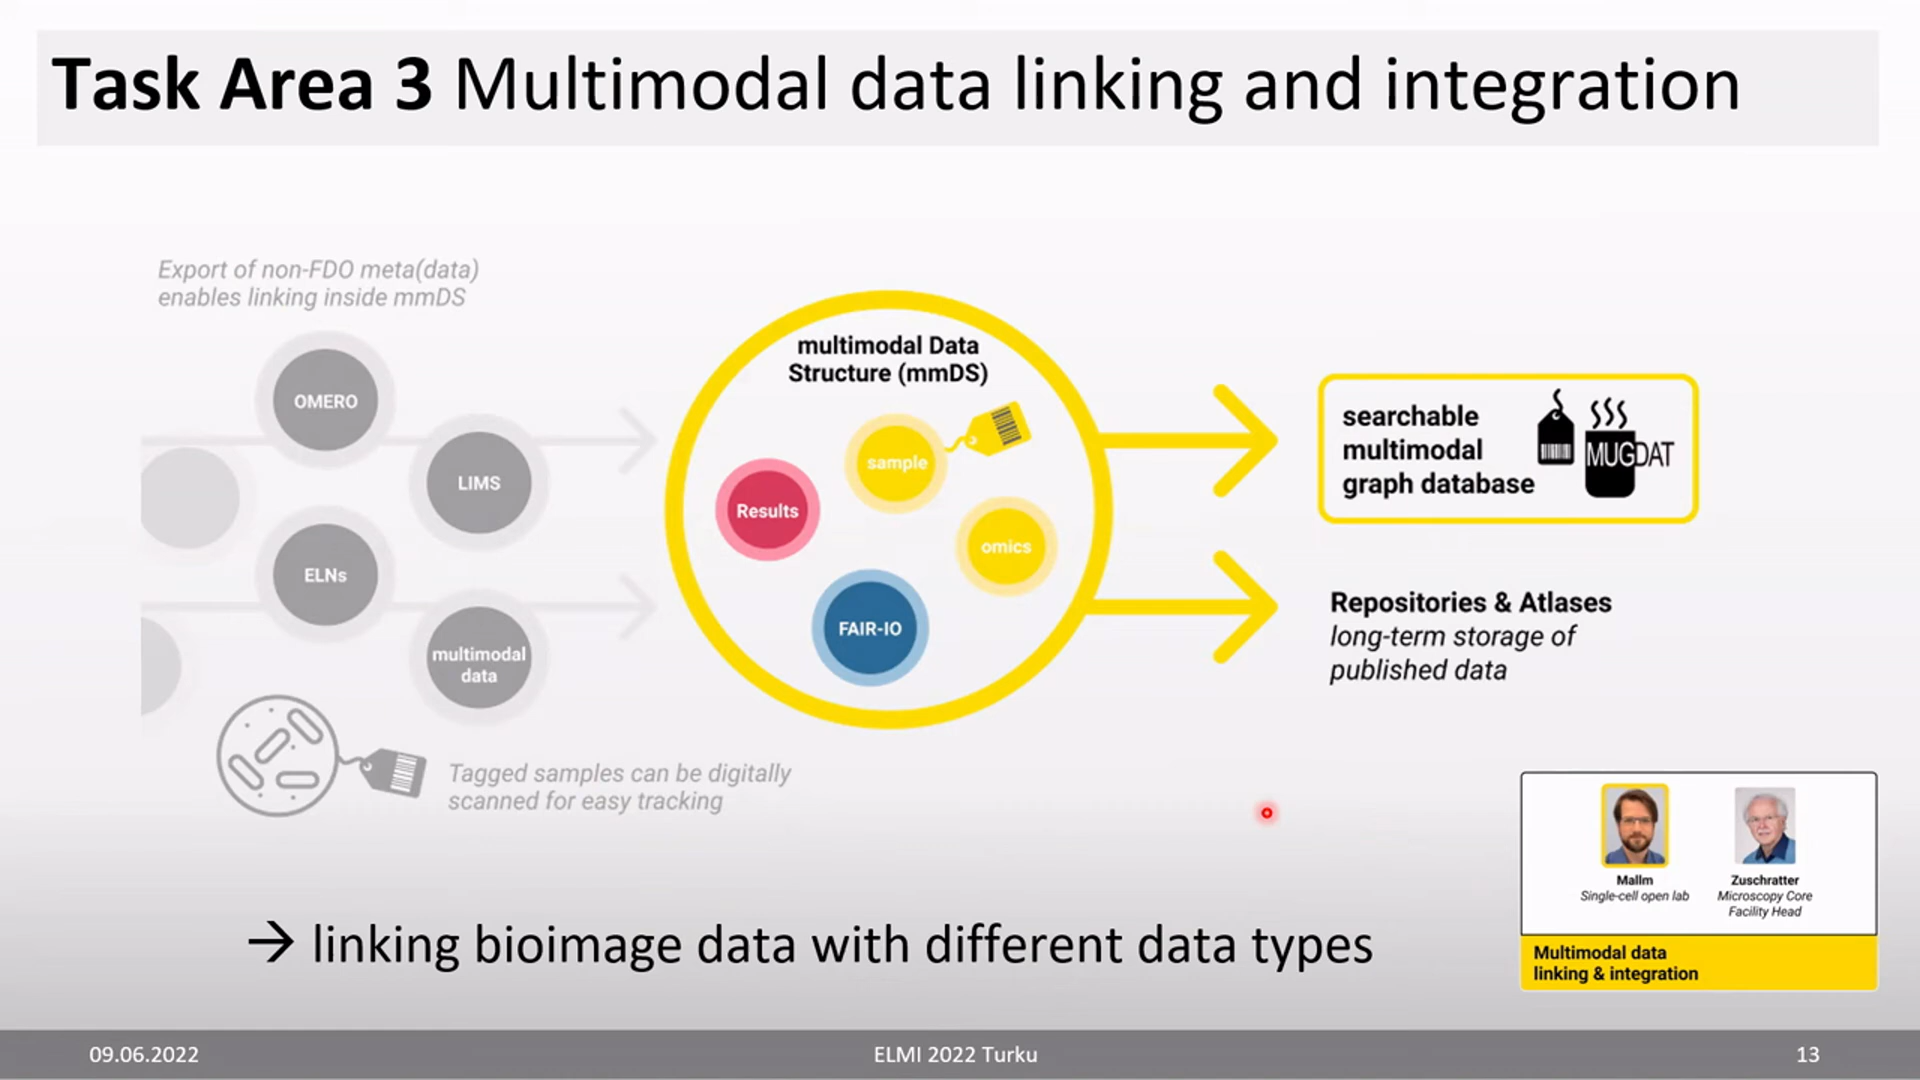 Task Area 3 Multimodal data linking and integration
Export of non-FDO meta(data)
enables linking inside mmDS
OMERO
LIMS
ELNs
multimodal
data
Tagged samples can be digitally
scanned for easy tracking
multimodal Data
Structure (mmDS)
sample
Results
omics
FAIR-IO
searchable
multimodal
graph database
MUGDAT
Repositories & Atlases
long-term storage of
published data
→ linking bioimage data with different data types
Mallm
Single-cell open lab
Zuschratter
Microscopy Core
Facility Head
Multimodal data
linking & integration
09.06.2022
ELMI 2022 Turku
13